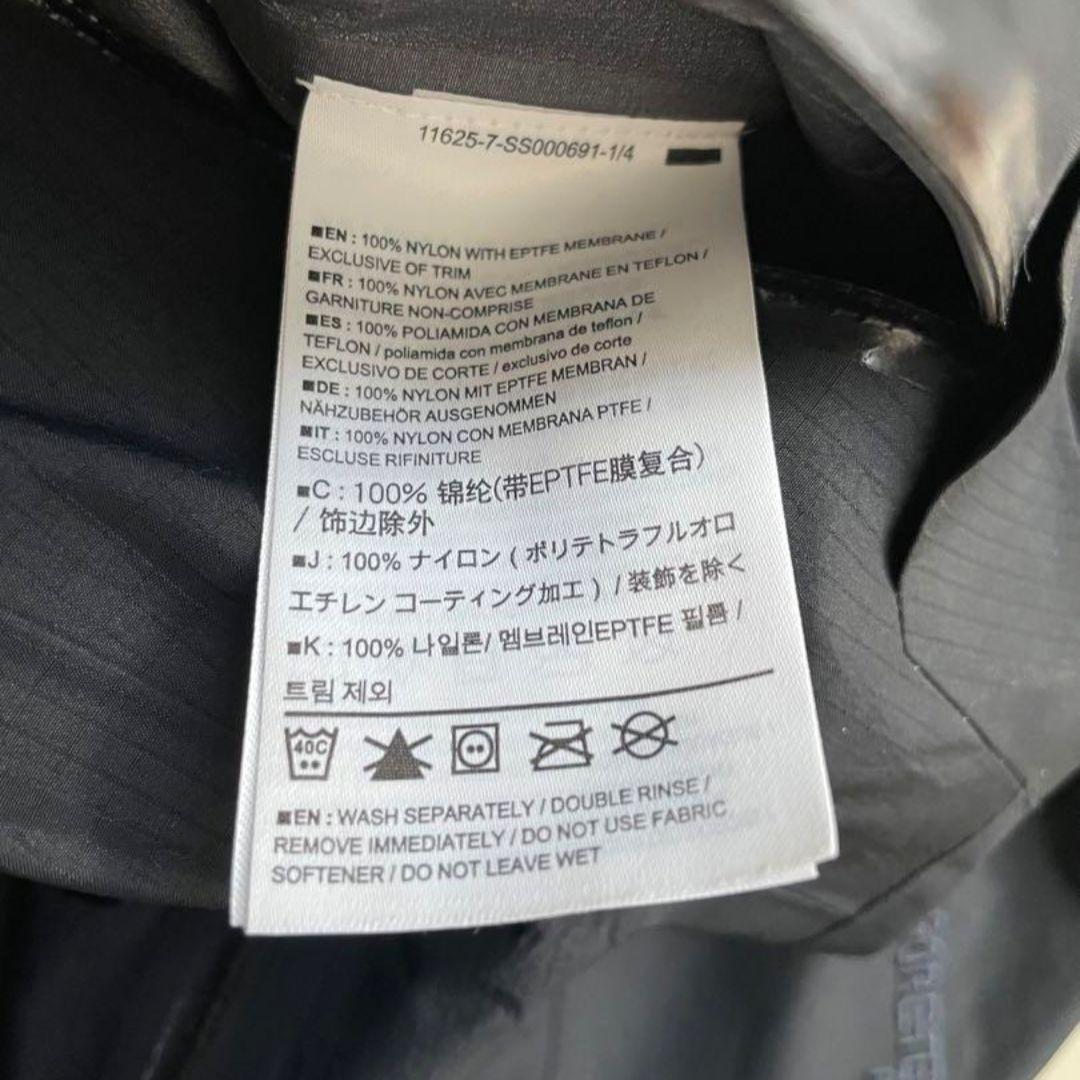 11625-7-SS000691-1/4
■EN : 100% NYLON WITH EPTFE MEMBRANE /
EXCLUSIVE OF TRIM
■FR : 100% NYLON AVEC MEMBRANE EN TEFLON /
GARNITURE NON-COMPRISE
■ES : 100% POLIAMIDA CON MEMBRANA DE
TEFLON / poliamida con membrana de teflon /
EXCLUSIVO DE CORTE / exclusivo de corte
■DE : 100% NYLON MIT EPTFE MEMBRAN /
NÄHZUBEHÖR AUSGENOMMEN
■IT : 100% NYLON CON MEMBRANA PTFE /
ESCLUSE RIFINITURE
■C : 100% 锦纶(带EPTFE膜复合)
/ 饰边除外
■J : 100% ナイロン ( ポリテトラフルオロ
エチレン コーティング加工 ) / 装飾を除く
■K : 100% 나일론/ 멤브레인EPTFE 필름 /
트림 제외
40C
■EN : WASH SEPARATELY / DOUBLE RINSE /
REMOVE IMMEDIATELY / DO NOT USE FABRIC
SOFTENER / DO NOT LEAVE WET